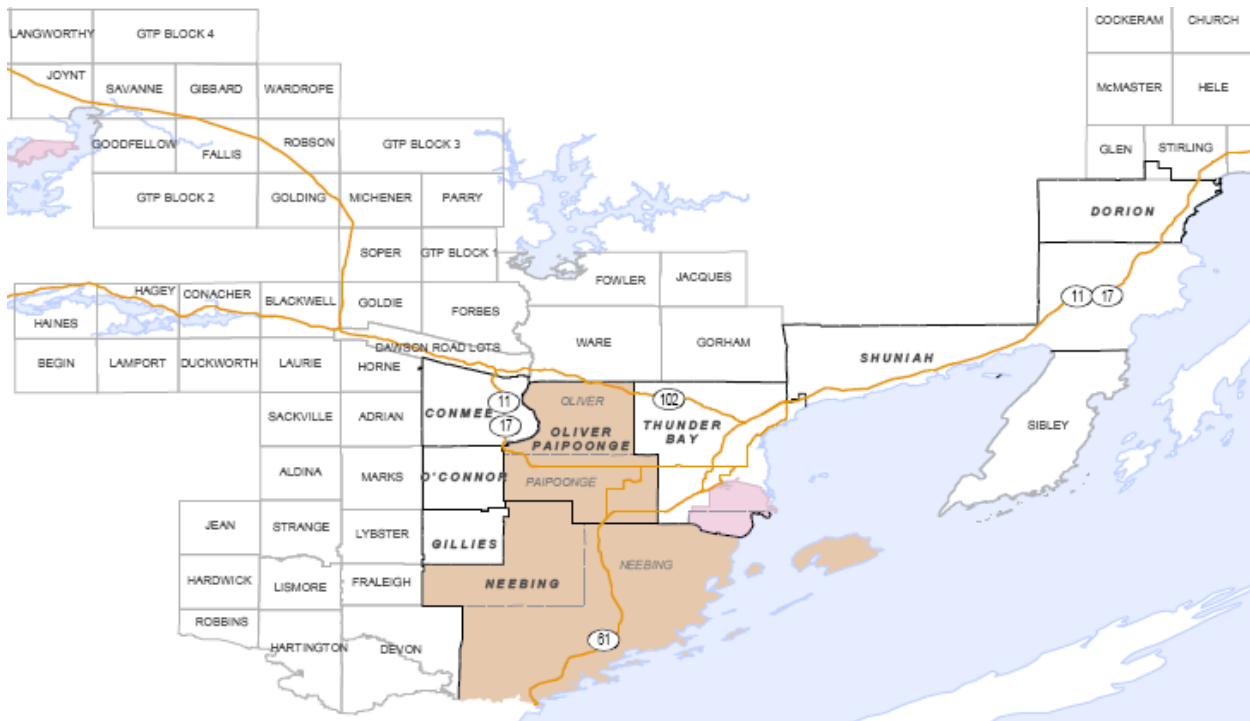 COCKERAM
CHURCH
LANGWORTHY
GTP BLOCK 4
JOYNT
SAVANNE
GIBBARD
WARDROPE
McMASTER
HELE
GOODFELLOW
FALLIS
ROBSON
GTP BLOCK 3
GLEN
STIRLING
GTP BLOCK 2
GOLDING
MICHENER
PARRY
DORION
SOPER
GTP BLOCK 1
FOWLER
JACQUES
HAINES
HAGEY
CONACHER
BLACKWELL
GOLDIE
FORBES
11
17
BEGIN
LAMPORT
DUCKWORTH
LAURIE
HORNE
DAWSON ROAD LOTS
WARE
GORHAM
SHUNIAH
SACKVILLE
ADRIAN
CONMEE
11
17
OLIVER
OLIVER
PAIPOONGE
102
THUNDER
BAY
SIBLEY
ALDINA
MARKS
O'CONNOR
PAIPOONGE
JEAN
STRANGE
LYBSTER
GILLIES
HARDWICK
LISMORE
FRALEIGH
NEEBING
NEEBING
ROBBINS
HARTINGTON
DEVON
61